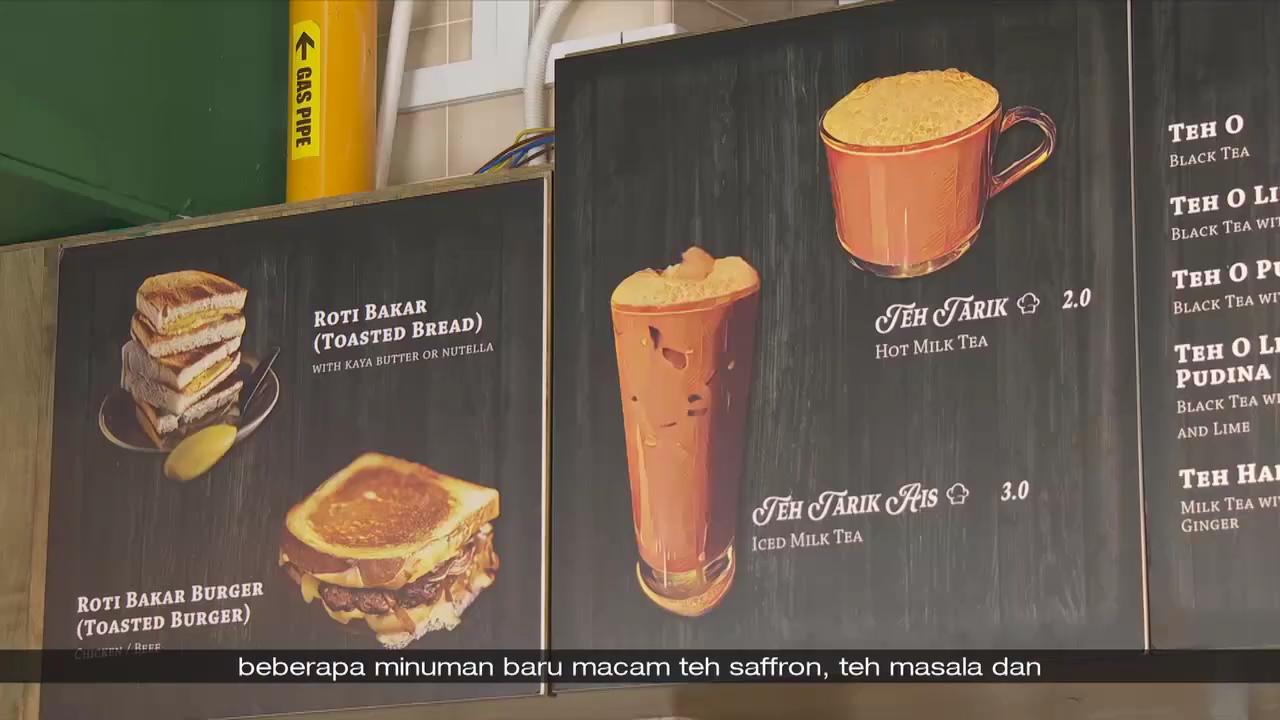 ← GAS PIPE
ROTI BAKAR
(TOASTED BREAD)
WITH KAYA BUTTER OR NUTELLA
ROTI BAKAR BURGER
(TOASTED BURGER)
CHICKEN / BEEF
TEH TARIK 2.0
HOT MILK TEA
TEH TARIK AIS 3.0
ICED MILK TEA
TEH O
BLACK TEA
TEH O
BLACK TEA
TEH O
BLACK TEA
TEH O
PUDINA
BLACK TEA
AND LIME
TEH
MILK TEA
GINGER
beberapa minuman baru macam teh saffron, teh masala dan